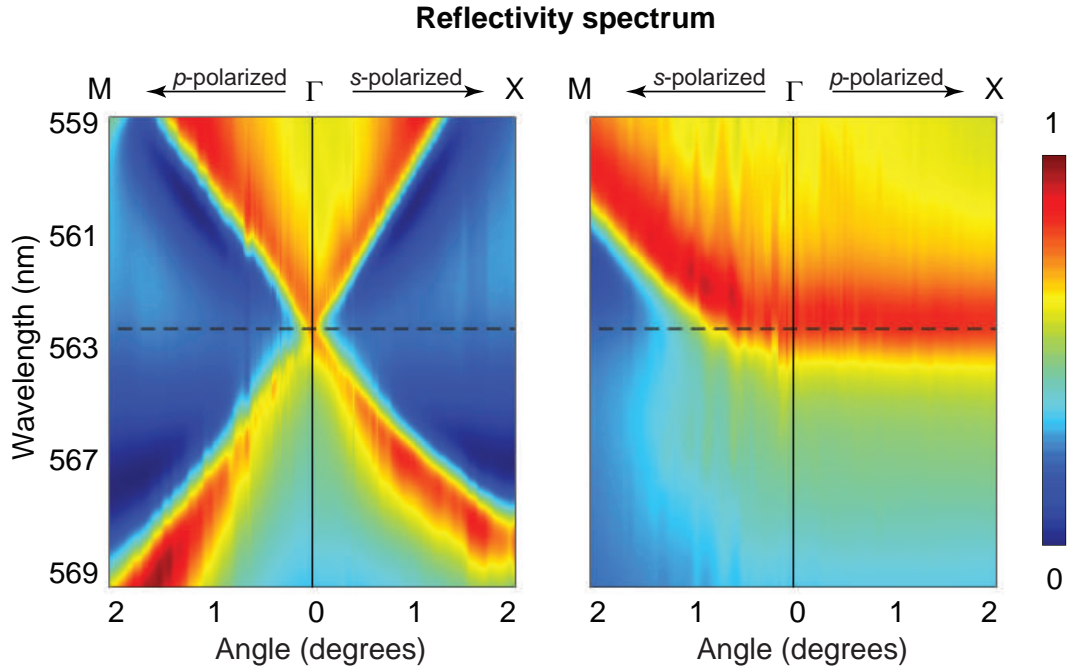 Reflectivity spectrum
M p-polarized Γ s-polarized X
M s-polarized Γ p-polarized X
1
0
Wavelength (nm)
559
561
563
567
569
2 1 0 1 2
2 1 0 1 2
Angle (degrees)
Angle (degrees)